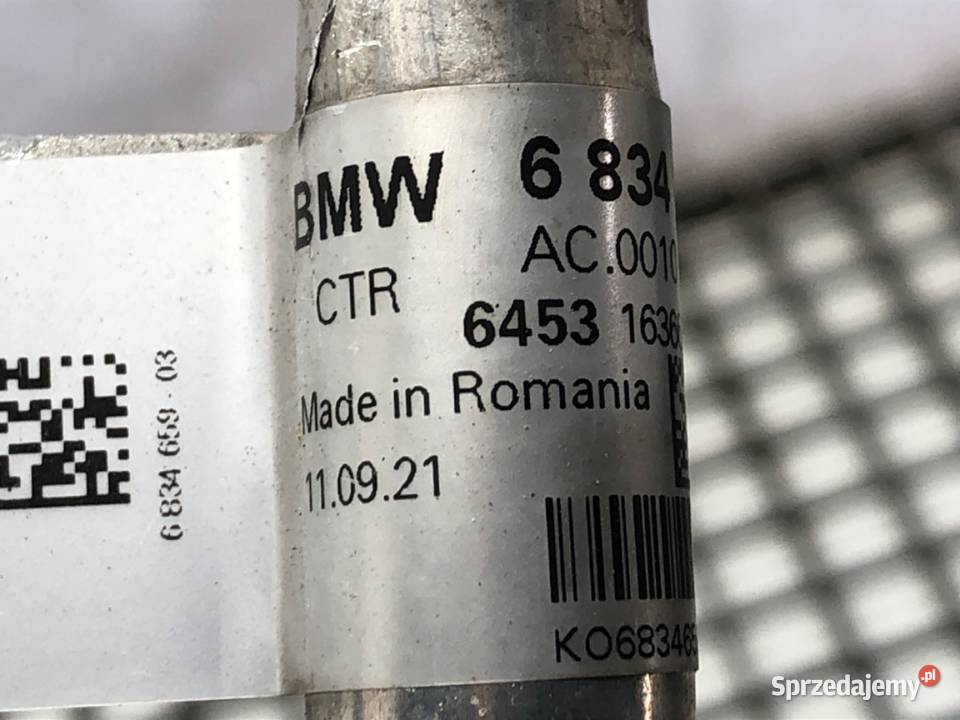 BMW 6 834
AC.0010
CTR
6453 1636
Made in Romania
11.09.21
6 834 659 - 03
KO68346
Sprzedajemy.pl